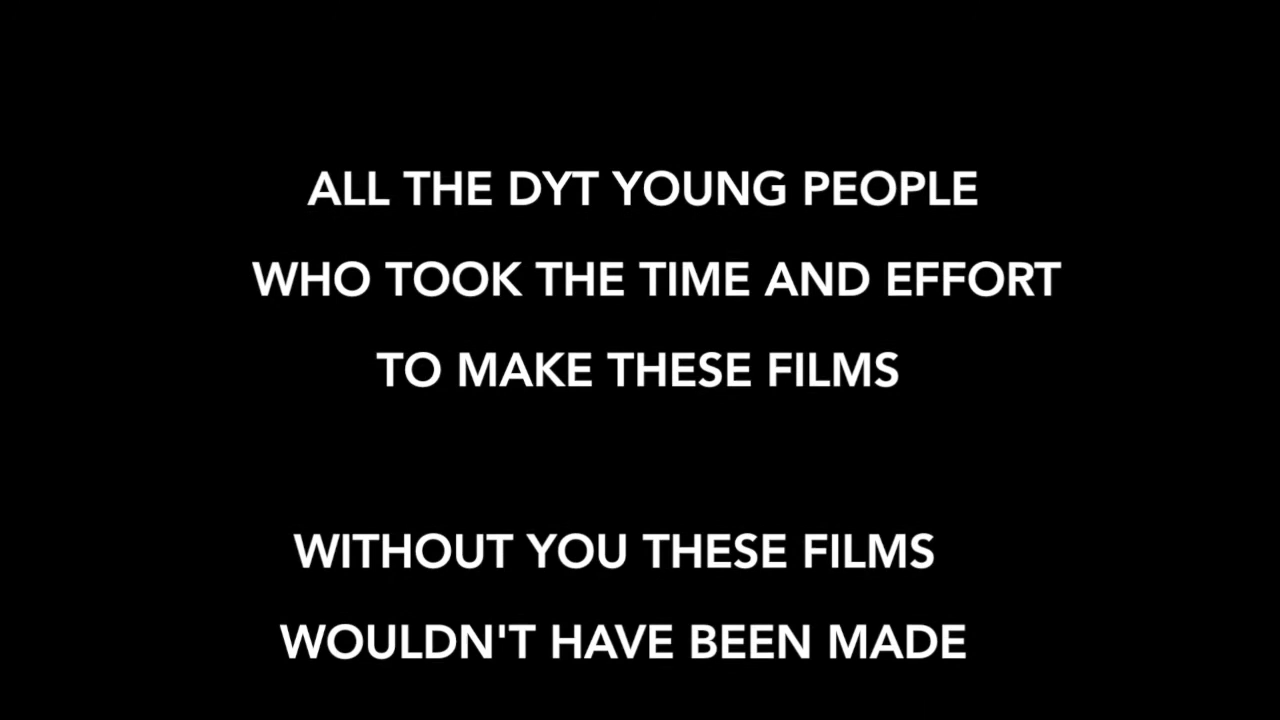 ALL THE DYT YOUNG PEOPLE
WHO TOOK THE TIME AND EFFORT
TO MAKE THESE FILMS
WITHOUT YOU THESE FILMS
WOULDN'T HAVE BEEN MADE